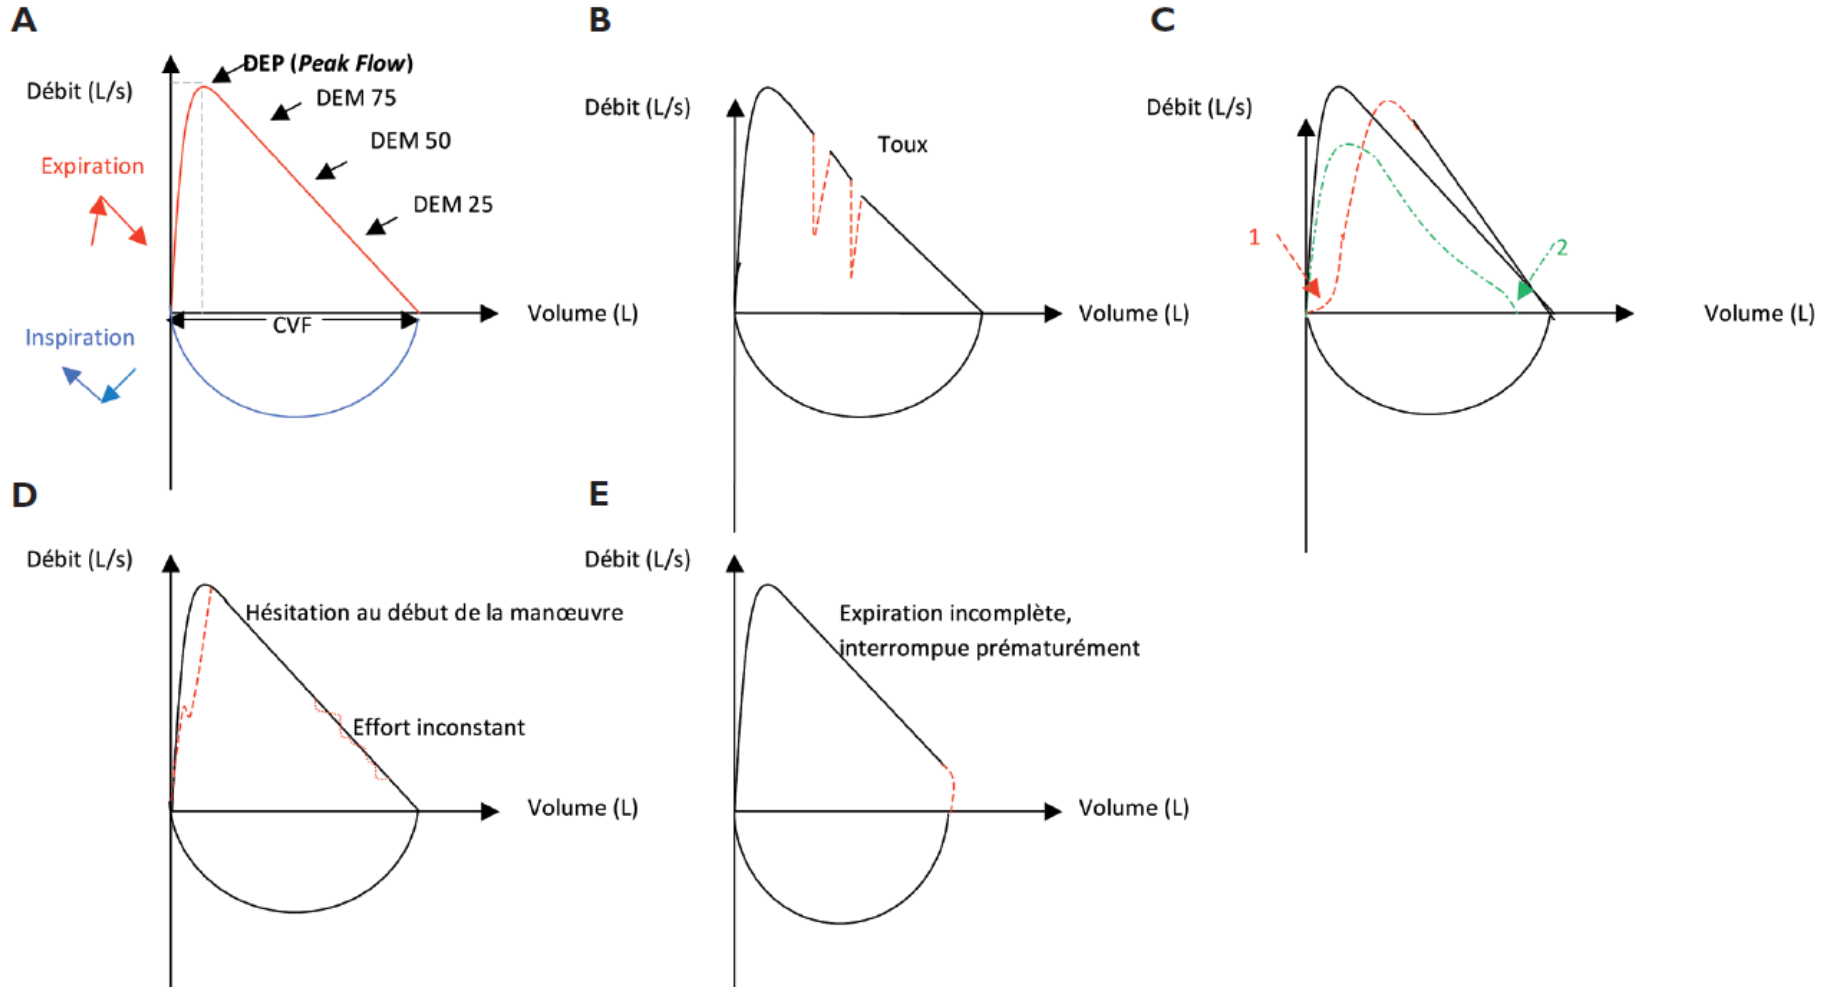 A
DEP (Peak Flow)
Débit (L/s)
DEM 75
DEM 50
Expiration
DEM 25
Volume (L)
CVF
Inspiration
B
Débit (L/s)
Toux
Volume (L)
C
Débit (L/s)
1
2
Volume (L)
D
Débit (L/s)
Hésitation au début de la manœuvre
Effort inconstant
Volume (L)
E
Débit (L/s)
Expiration incomplète,
interrompue prématurément
Volume (L)